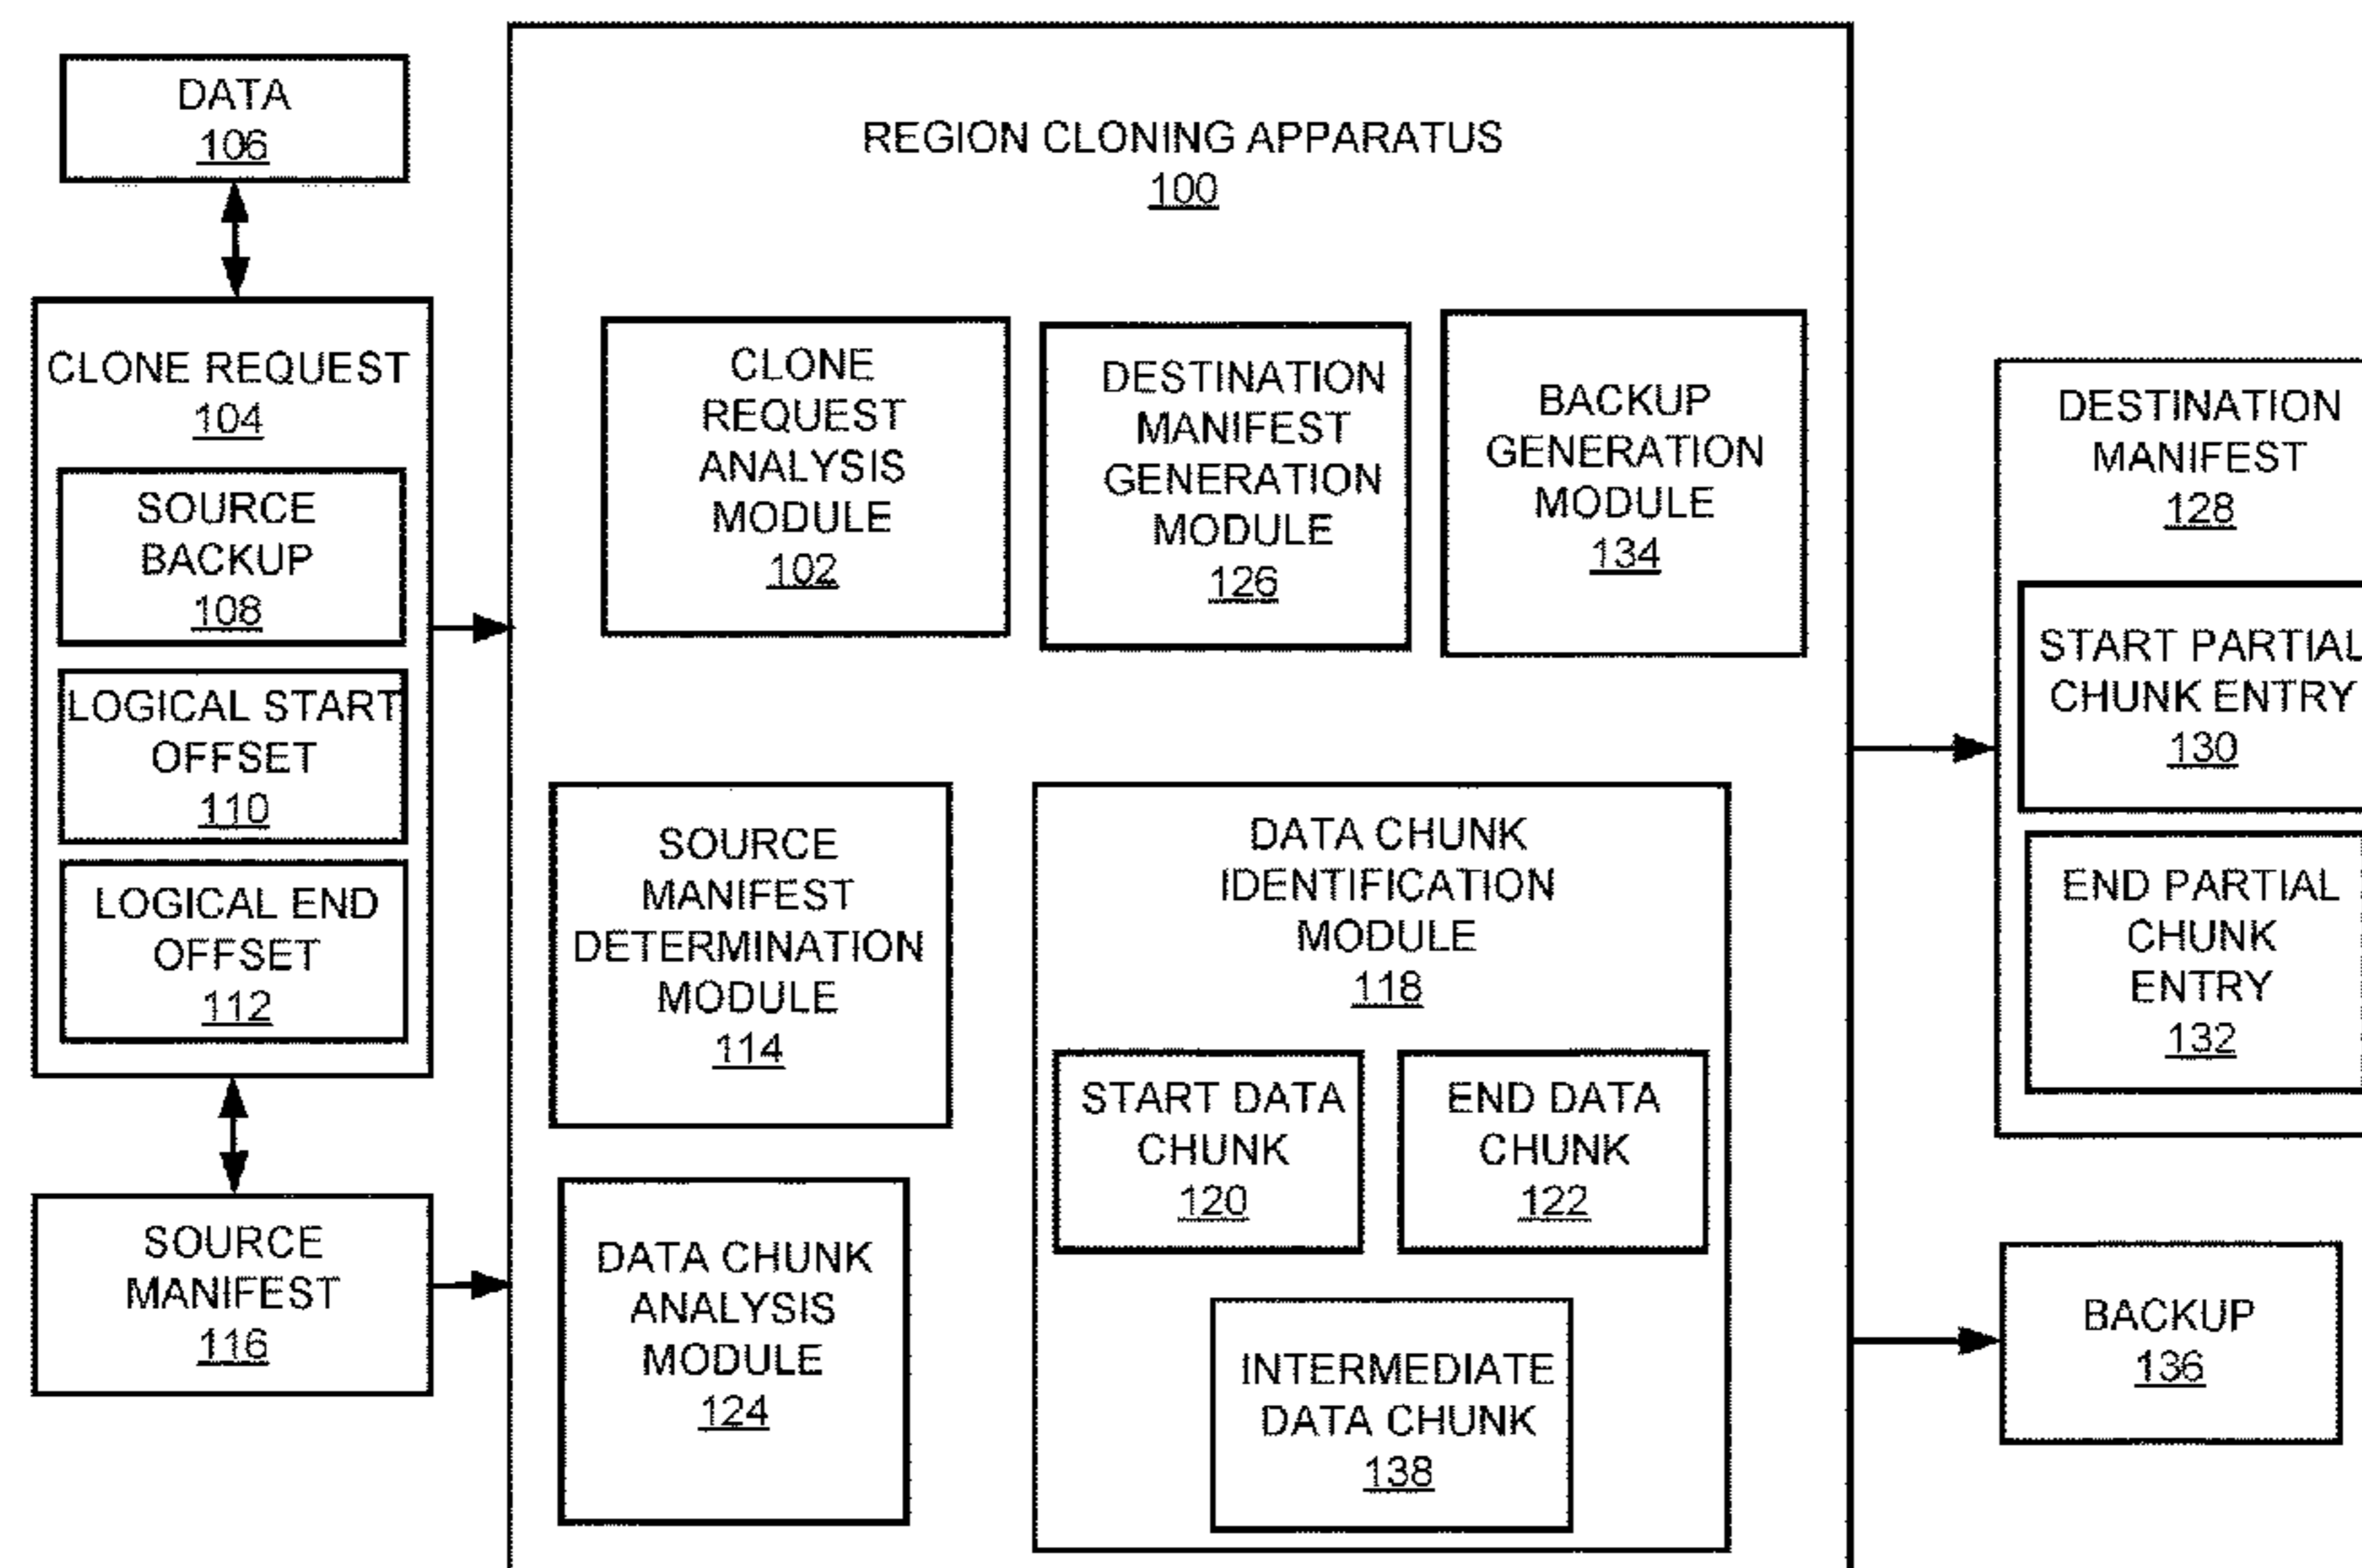 DATA
106
CLONE REQUEST
104
SOURCE
BACKUP
108
LOGICAL START
OFFSET
110
LOGICAL END
OFFSET
112
SOURCE
MANIFEST
116
REGION CLONING APPARATUS
100
CLONE
REQUEST
ANALYSIS
MODULE
102
DESTINATION
MANIFEST
GENERATION
MODULE
126
BACKUP
GENERATION
MODULE
134
SOURCE
MANIFEST
DETERMINATION
MODULE
114
DATA CHUNK
ANALYSIS
MODULE
124
DATA CHUNK
IDENTIFICATION
MODULE
118
START DATA
CHUNK
120
END DATA
CHUNK
122
INTERMEDIATE
DATA CHUNK
138
DESTINATION
MANIFEST
128
START PARTIAL
CHUNK ENTRY
130
END PARTIAL
CHUNK
ENTRY
132
BACKUP
136